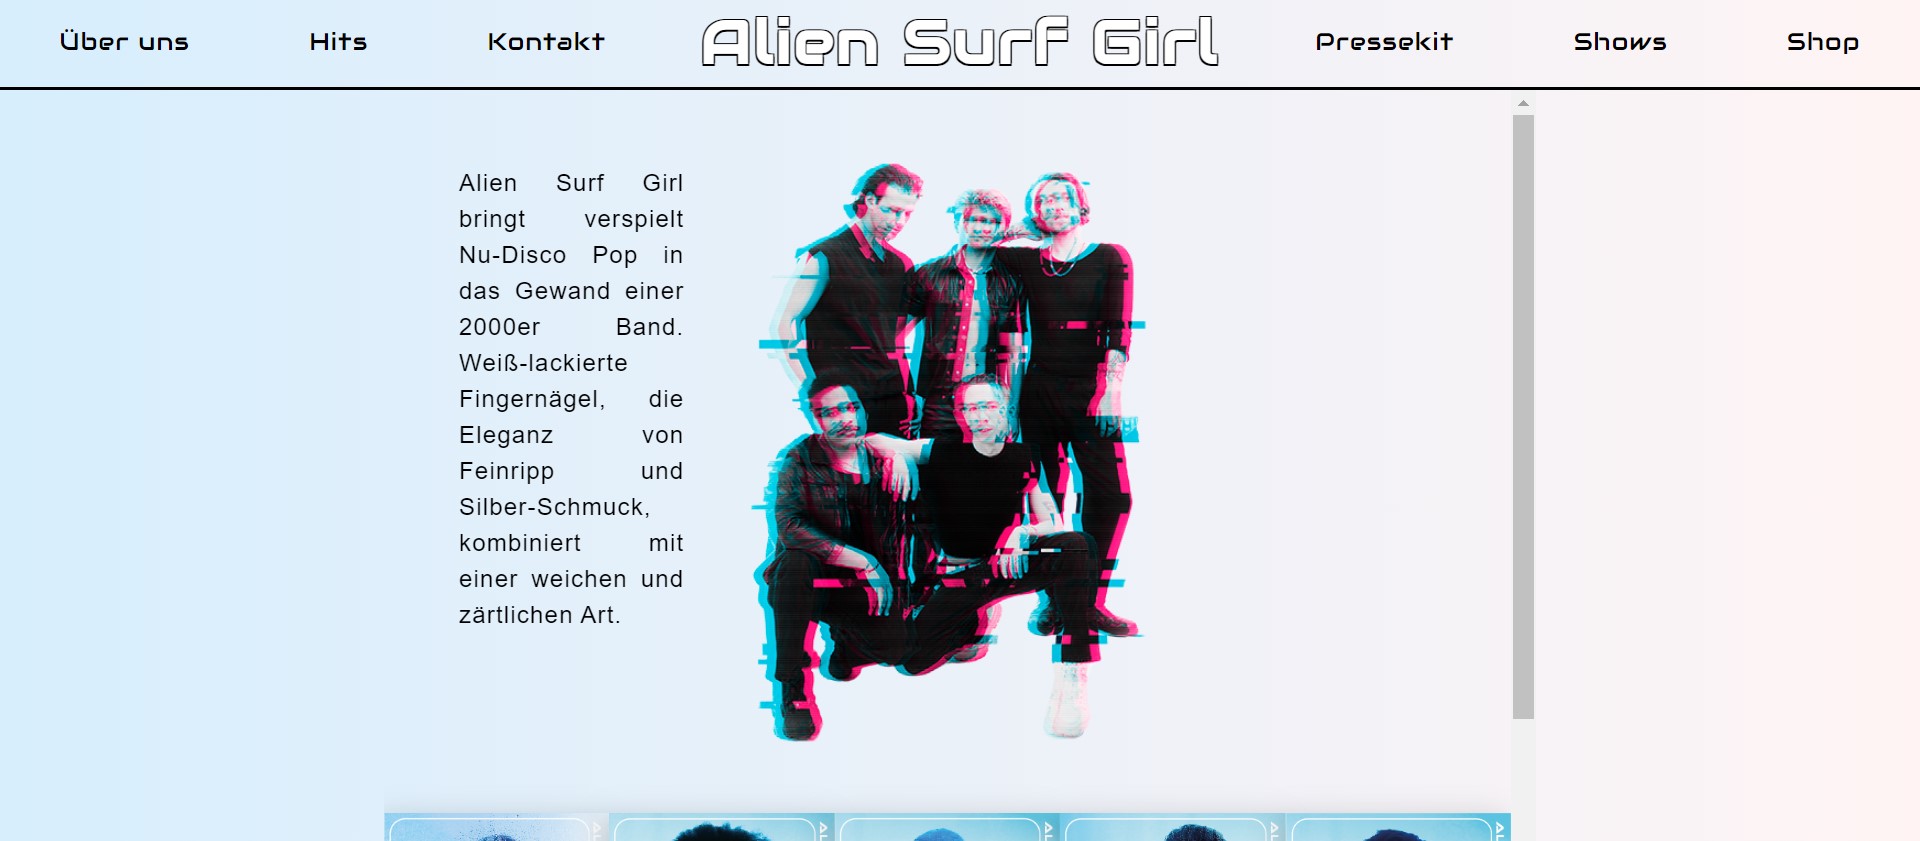 Über uns Hits Kontakt Alien Surf Girl Pressekit Shows Shop
Alien Surf Girl
bringt verspielt
Nu-Disco Pop in
das Gewand einer
2000er Band.
Weiß-lackierte
Fingernägel, die
Eleganz von
Feinripp und
Silber-Schmuck,
kombiniert mit
einer weichen und
zärtlichen Art.